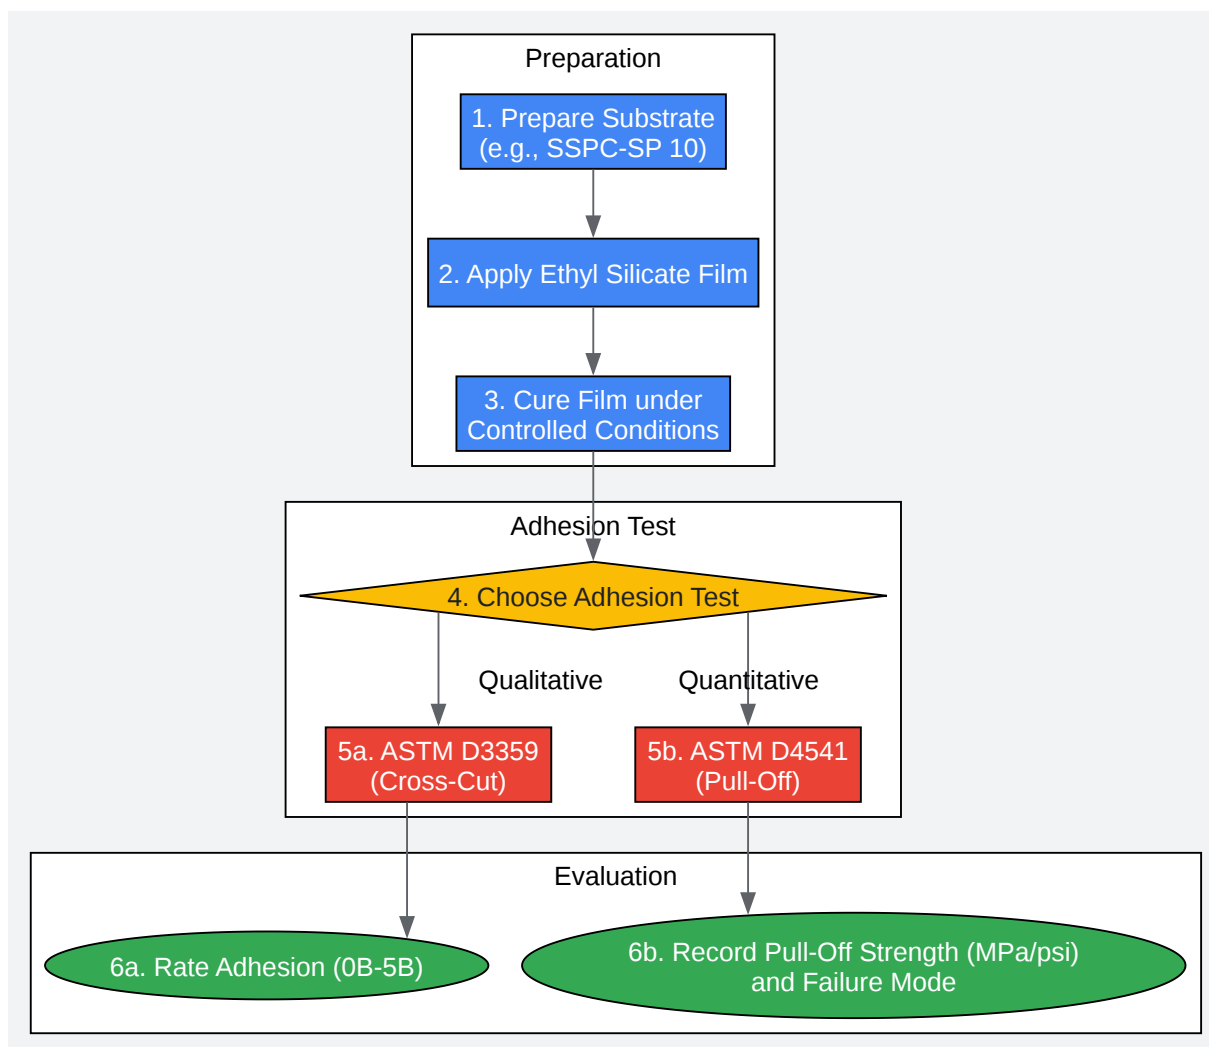 Preparation
1. Prepare Substrate
(e.g., SSPC-SP 10)
2. Apply Ethyl Silicate Film
3. Cure Film under
Controlled Conditions
Adhesion Test
4. Choose Adhesion Test
Qualitative
Quantitative
5a. ASTM D3359
(Cross-Cut)
5b. ASTM D4541
(Pull-Off)
Evaluation
6a. Rate Adhesion (0B-5B)
6b. Record Pull-Off Strength (MPa/psi)
and Failure Mode